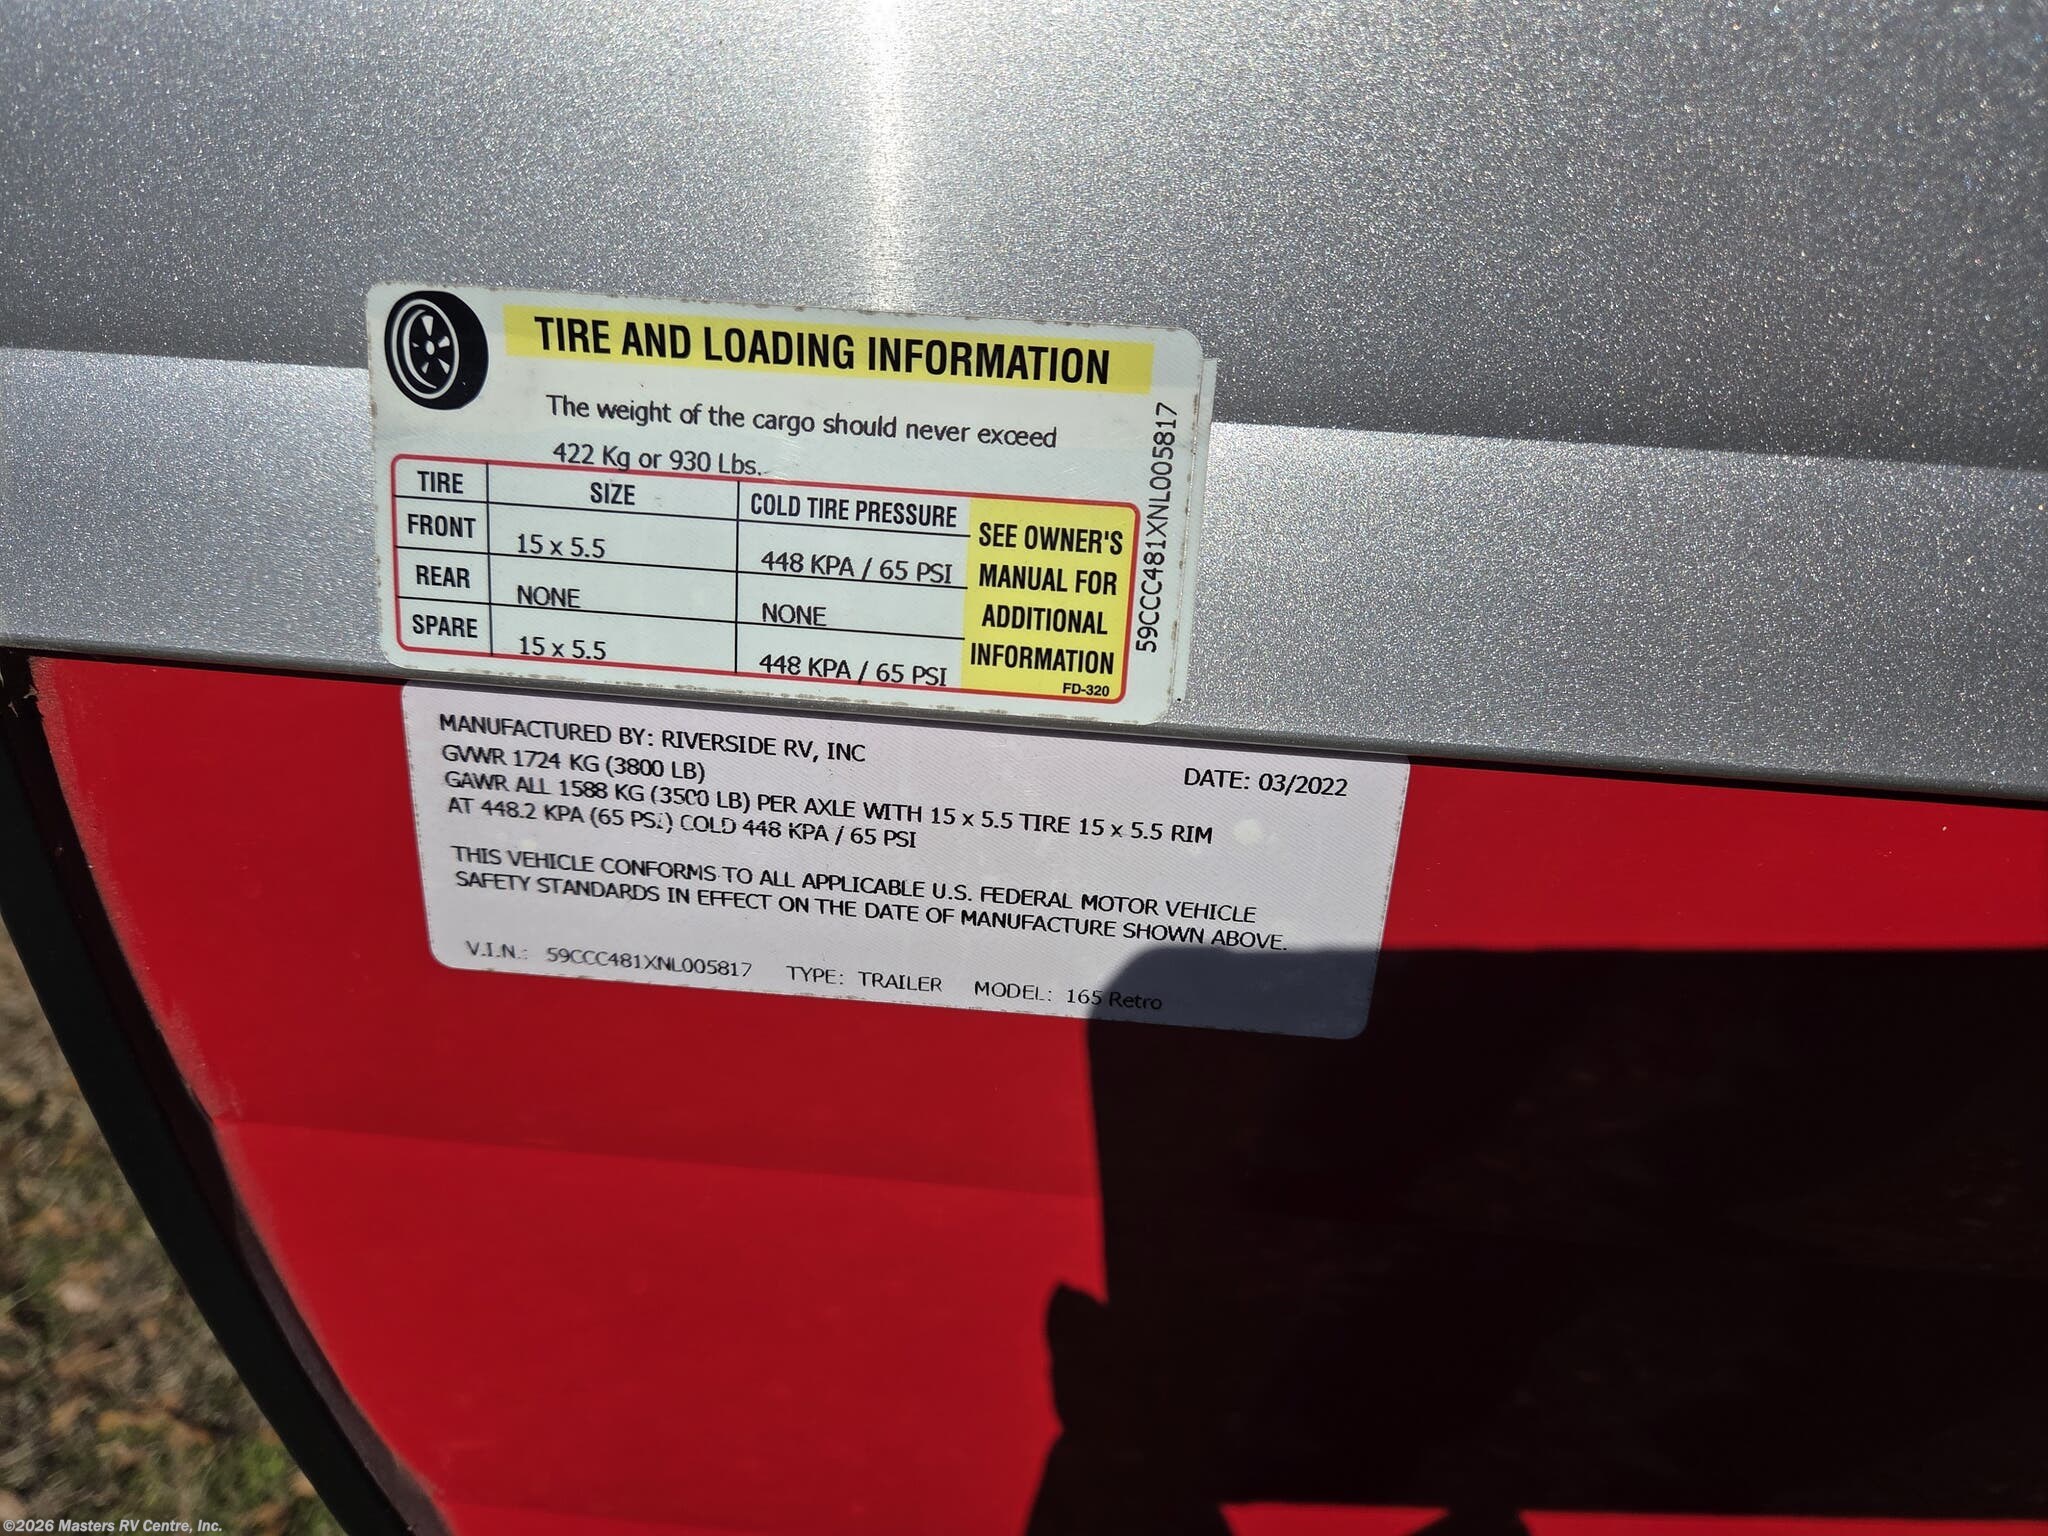 TIRE AND LOADING INFORMATION
The weight of the cargo should never exceed
422 Kg or 930 Lbs.
TIRE SIZE COLD TIRE PRESSURE
FRONT 15 x 5.5 448 KPA / 65 PSI
REAR NONE NONE
SPARE 15 x 5.5 448 KPA / 65 PSI
SEE OWNER'S
MANUAL FOR
ADDITIONAL
INFORMATION
FD-320
59CCC481XNL005817
MANUFACTURED BY: RIVERSIDE RV, INC
DATE: 03/2022
GVWR 1724 KG (3800 LB)
GAWR ALL 1588 KG (3500 LB) PER AXLE WITH 15 x 5.5 TIRE 15 x 5.5 RIM
AT 448.2 KPA (65 PSI) COLD 448 KPA / 65 PSI
THIS VEHICLE CONFORMS TO ALL APPLICABLE U.S. FEDERAL MOTOR VEHICLE
SAFETY STANDARDS IN EFFECT ON THE DATE OF MANUFACTURE SHOWN ABOVE.
V.I.N.: 59CCC481XNL005817 TYPE: TRAILER MODEL: 165 Retro
©2026 Masters RV Centre, Inc.